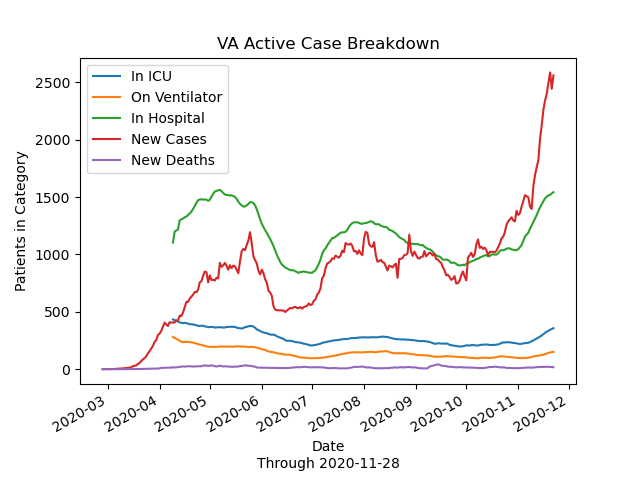 VA Active Case Breakdown
In ICU
On Ventilator
In Hospital
New Cases
New Deaths
Patients in Category
2500
2000
1500
1000
500
0
2020-03
2020-04
2020-05
2020-06
2020-07
2020-08
2020-09
2020-10
2020-11
2020-12
Date
Through 2020-11-28